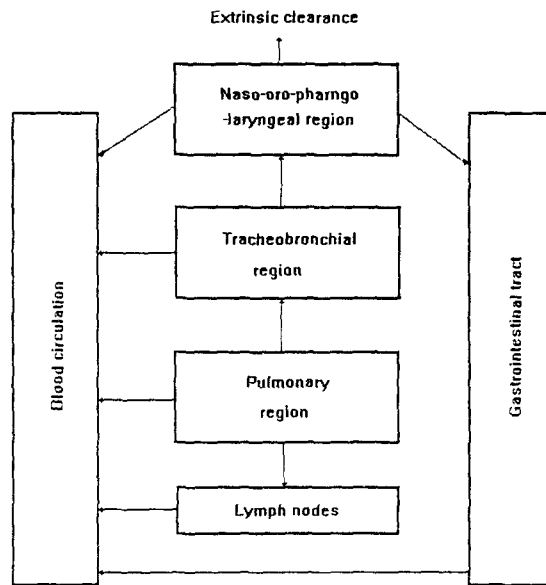 Extrinsic clearance
Naso-oro-pharngo
-laryngeal region
Tracheobronchial
region
Pulmonary
region
Lymph nodes
Blood circulation
Gastrointestinal tract